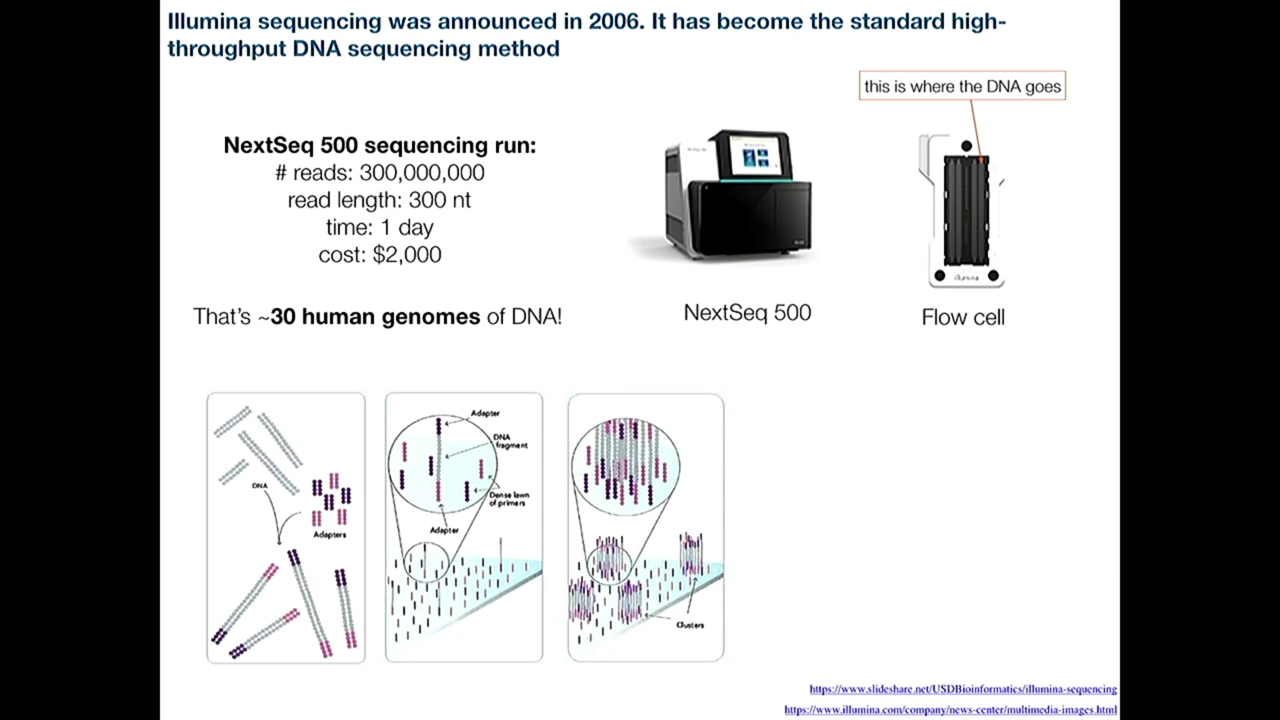 Illumina sequencing was announced in 2006. It has become the standard high-
throughput DNA sequencing method
this is where the DNA goes
NextSeq 500 sequencing run:
# reads: 300,000,000
read length: 300 nt
time: 1 day
cost: $2,000
That's ~30 human genomes of DNA!
NextSeq 500
illumina
Flow cell
DNA
Adapters
Adapter
DNA
fragment
Dense lawn
of primers
Adapter
Clusters
https://www.slideshare.net/USDBioinformatics/illumina-sequencing
https://www.illumina.com/company/news-center/multimedia-images.html